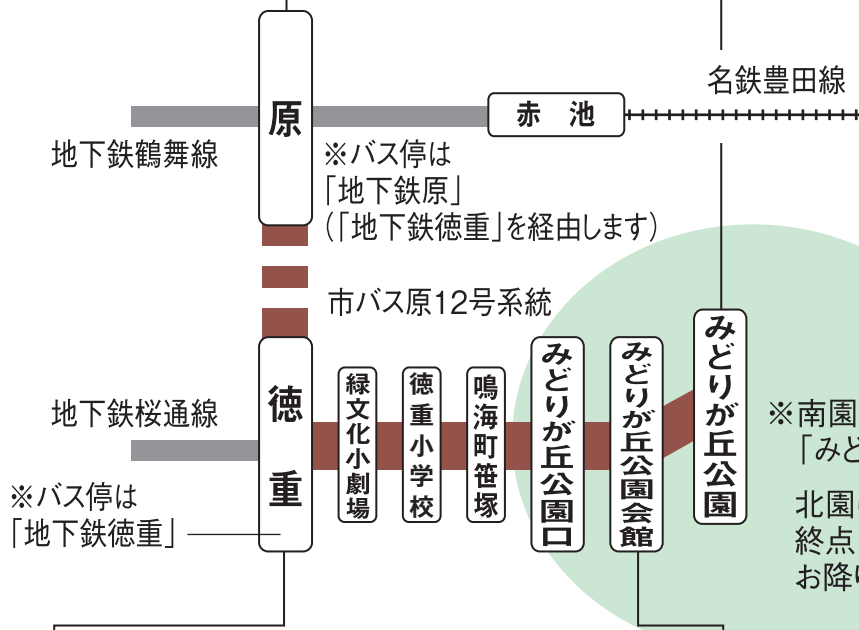 名鉄豊田線
原
赤池
地下鉄鶴舞線
※バス停は
「地下鉄原」
(「地下鉄徳重」を経由します)
市バス原12号系統
地下鉄桜通線
徳重
緑文化小劇場
徳重小学校
鳴海町笹塚
みどりが丘公園口
みどりが丘公園会館
みどりが丘公園
※バス停は
「地下鉄徳重」
※南園
「みど
北園
終点
お降り